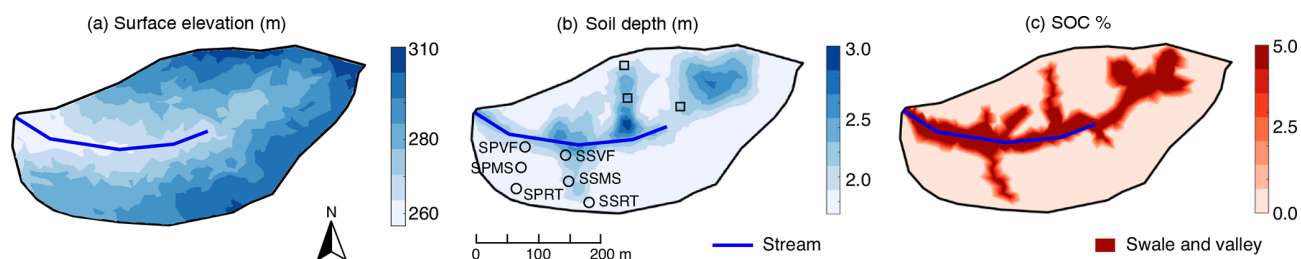 (a) Surface elevation (m)
310
280
260
N
(b) Soil depth (m)
3.0
2.5
2.0
SPVF
SSVF
SPMS
SSMS
SPRT
SSRT
0 100 200 m
Stream
(c) SOC %
5.0
2.5
0.0
Swale and valley